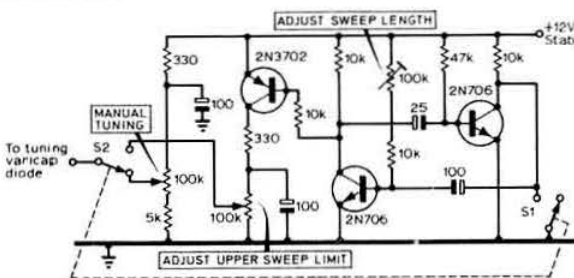 ADJUST SWEEP LENGTH
+12V
Stab
330
2N3702
10k
100k
47k
10k
2N706
100
10k
25
MANUAL
TUNING
To tuning
varicap
diode
S2
330
10k
100
100k
S1
5k
100k
100
2N706
ADJUST UPPER SWEEP LIMIT